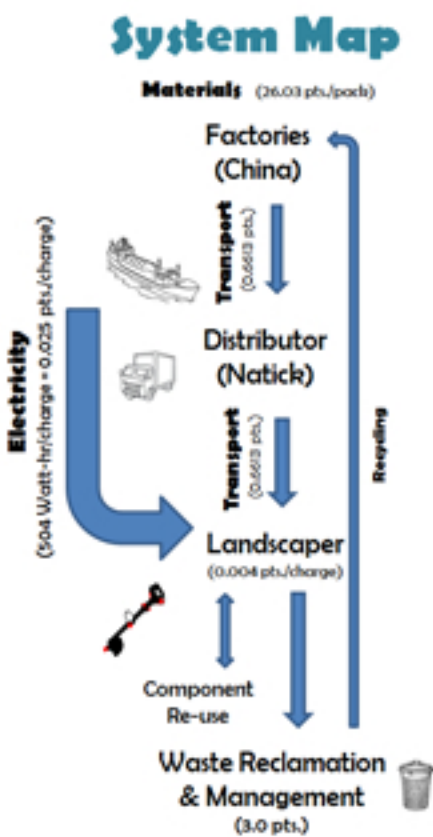 System Map
Materials (26.03 pts./pack)
Factories
(China)
Transport
(0.6613 pts.)
Electricity
(504 Watt-hr/charge = 0.025 pts./charge)
Distributor
(Natick)
Transport
(0.6613 pts.)
Recycling
Landscaper
(0.004 pts./charge)
Component
Re-use
Waste Reclamation
& Management
(3.0 pts.)